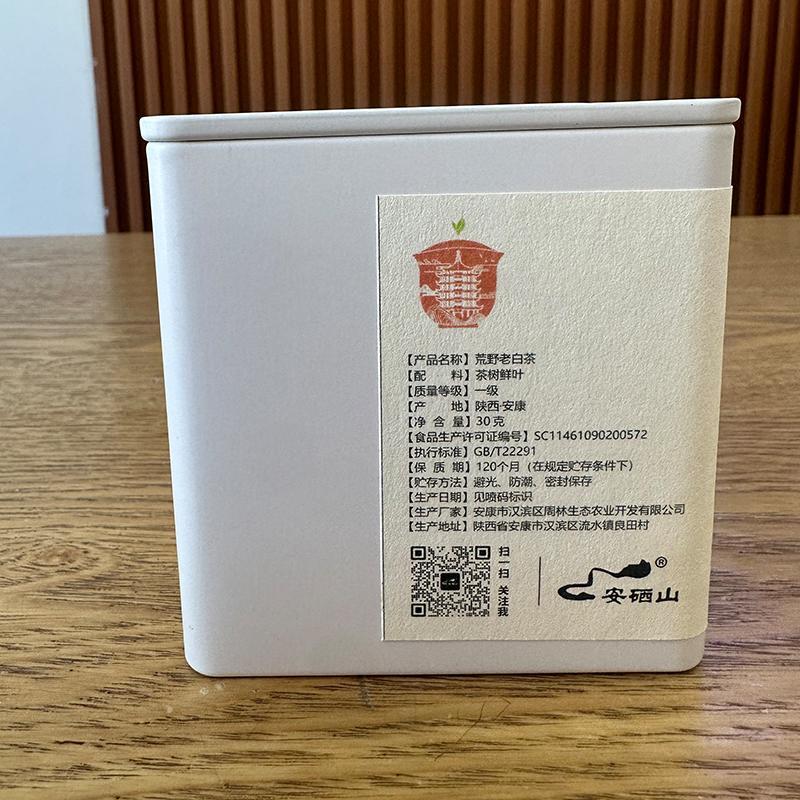 【产品名称】荒野老白茶
【配　　料】茶树鲜叶
【质量等级】一级
【产　　地】陕西·安康
【净 含 量】30克
【食品生产许可证编号】SC11461090200572
【执行标准】GB/T22291
【保 质 期】120个月（在规定贮存条件下）
【贮存方法】避光、防潮、密封保存
【生产日期】见喷码标识
【生产厂家】安康市汉滨区周林生态农业开发有限公司
【生产地址】陕西省安康市汉滨区流水镇良田村
扫一扫 关注我
安硒山®